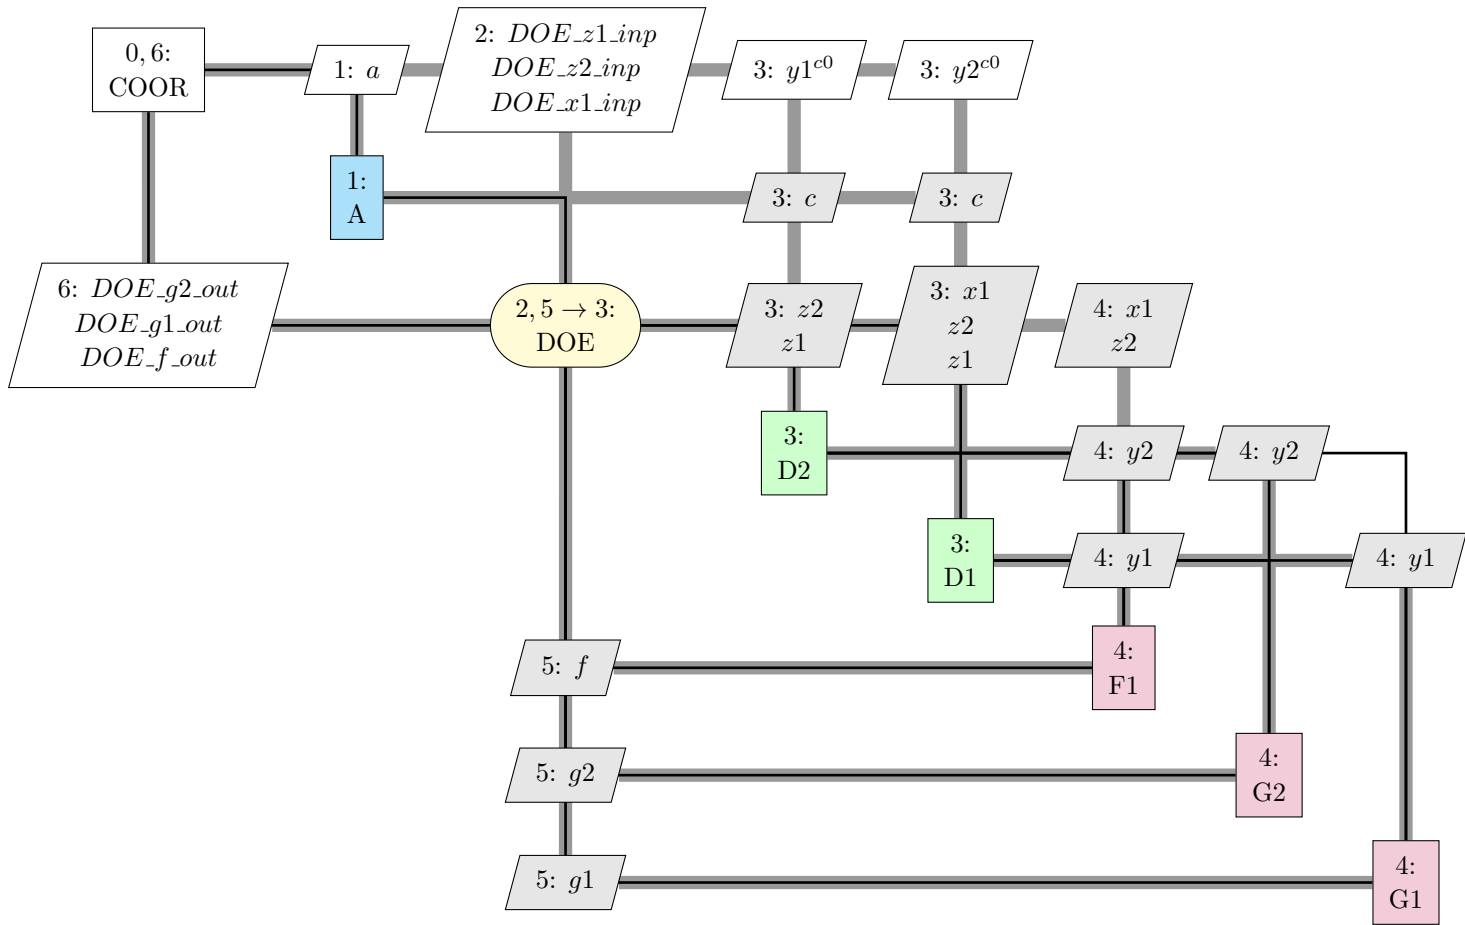 0, 6:
COOR
1: a
2: DOE_z1_inp
DOE_z2_inp
DOE_x1_inp
3: y1^{c0}
3: y2^{c0}
1:
A
3: c
3: c
6: DOE_g2_out
DOE_g1_out
DOE_f_out
2, 5 → 3:
DOE
3: z2
z1
3: x1
z2
z1
4: x1
z2
3:
D2
4: y2
4: y2
3:
D1
4: y1
4: y1
5: f
4:
F1
5: g2
4:
G2
5: g1
4:
G1